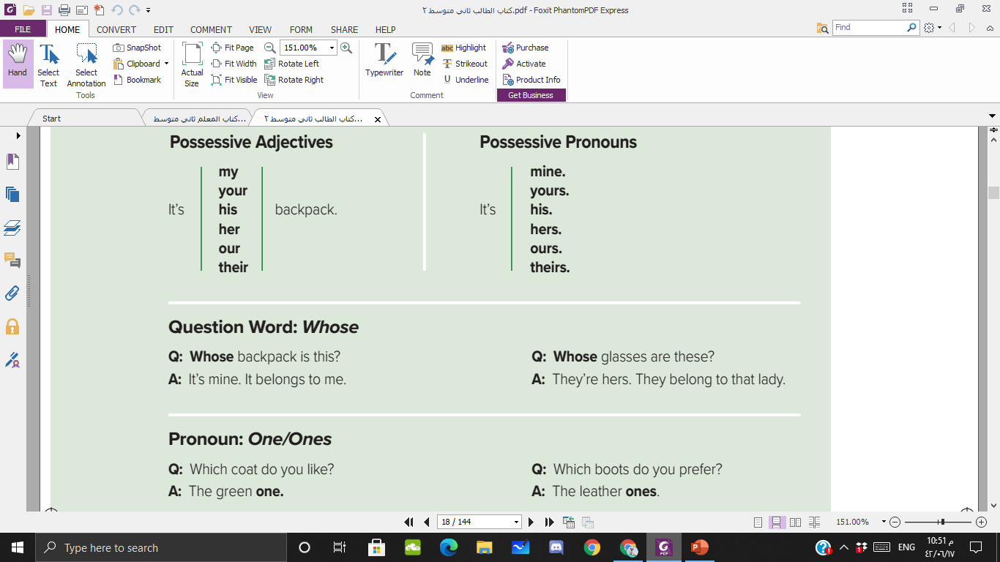 كتاب الطالب ثاني متوسط ٢.pdf - Foxit PhantomPDF Express
FILE HOME CONVERT EDIT COMMENT VIEW FORM SHARE HELP Find
Hand
Select Text
Select Annotation
SnapShot
Clipboard
Bookmark
Tools
Actual Size
Fit Page
Fit Width
Fit Visible
151.00%
Rotate Left
Rotate Right
View
Typewriter
Note
abc Highlight
Strikeout
Underline
Comment
Purchase
Activate
Product Info
Get Business
Start
كتاب المعلم ثاني متوسط...
كتاب الطالب ثاني متوسط ٢...
Possessive Adjectives
It's
my
your
his
her
our
their
backpack.
Possessive Pronouns
It's
mine.
yours.
his.
hers.
ours.
theirs.
Question Word: Whose
Q: Whose backpack is this?
A: It's mine. It belongs to me.
Q: Whose glasses are these?
A: They're hers. They belong to that lady.
Pronoun: One/Ones
Q: Which coat do you like?
A: The green one.
Q: Which boots do you prefer?
A: The leather ones.
18 / 144
151.00%
Type here to search
ENG
10:51 م
٤٢/٠٦/١٧